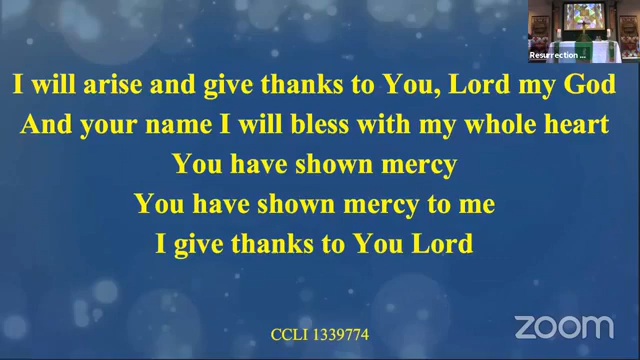 Resurrection ...
I will arise and give thanks to You, Lord my God
And your name I will bless with my whole heart
You have shown mercy
You have shown mercy to me
I give thanks to You Lord
CCLI 1339774
zoom